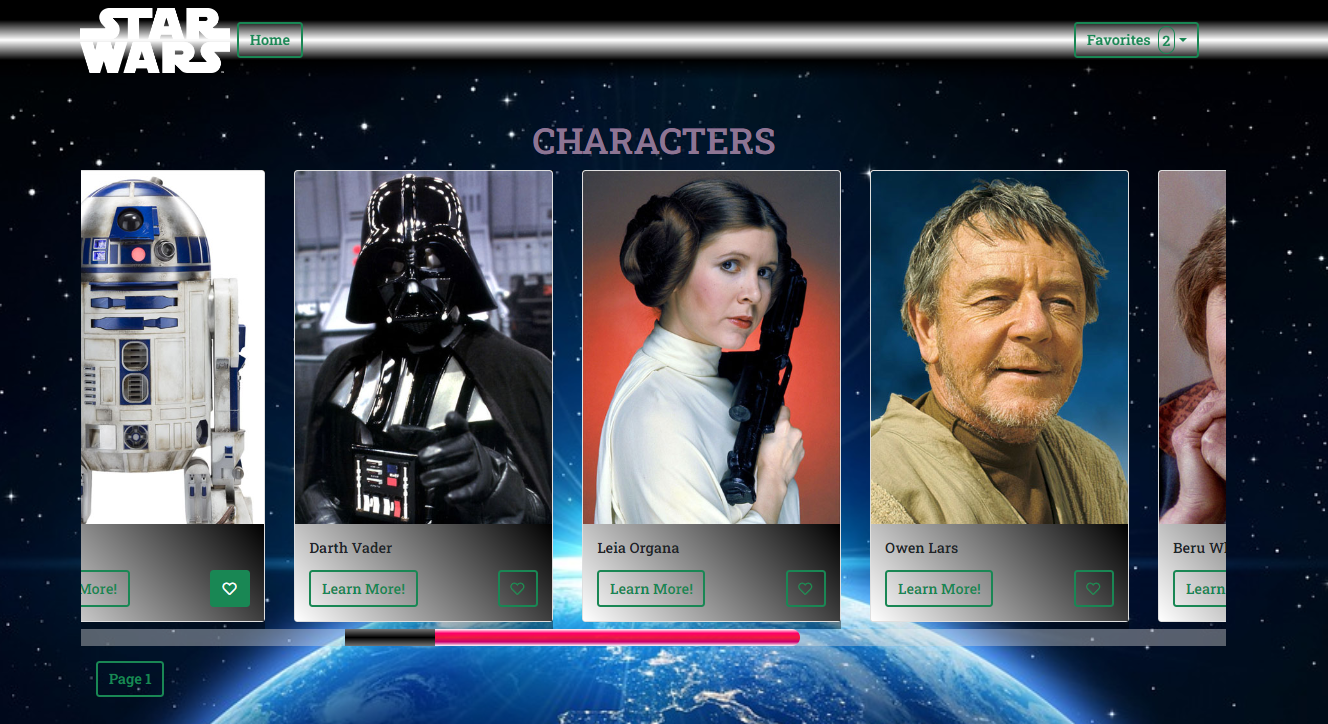 STAR
WARS
Home
Favorites 2
CHARACTERS
Darth Vader
Leia Organa
Owen Lars
Beru Wh
More!
Learn More!
Learn More!
Learn More!
Learn
Page 1